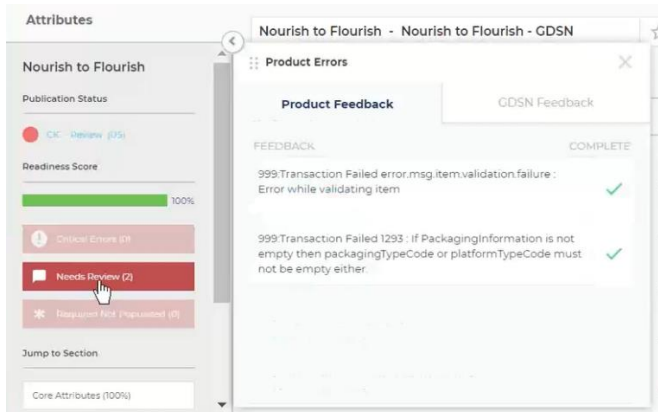 Attributes
Nourish to Flourish - Nourish to Flourish - GDSN
Nourish to Flourish
Publication Status
CIC - Review (US)
Readiness Score
100%
Critical Errors (0)
Needs Review (2)
Required Not Populated (0)
Jump to Section
Core Attributes (100%)
Product Errors
Product Feedback
GDSN Feedback
FEEDBACK
COMPLETE
999:Transaction Failed error.msg.item.validation.failure :
Error while validating item
999:Transaction Failed 1293 : If PackagingInformation is not
empty then packagingTypeCode or platformTypeCode must
not be empty either.